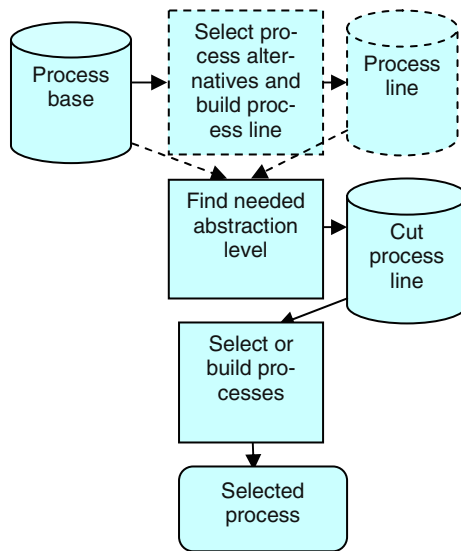 Process
base
Select pro-
cess alter-
natives and
build proc-
ess line
Process
line
Find needed
abstraction
level
Cut
process
line
Select or
build pro-
cesses
Selected
process